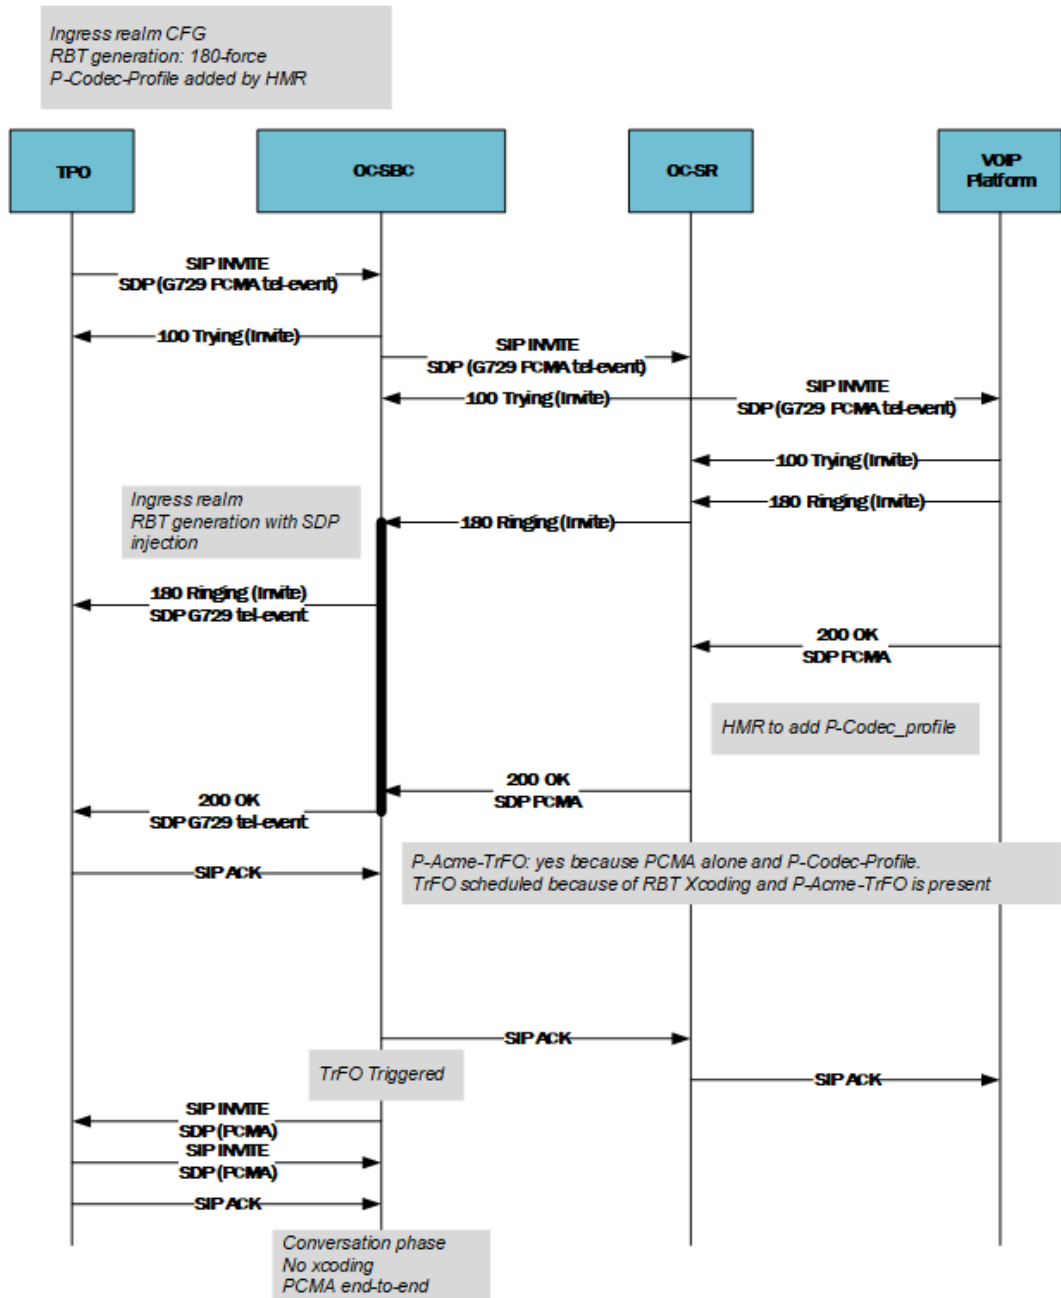 Ingress realm CFG
RBT generation: 180-force
P-Codec-Profile added by HMR
TPO
OC-SBC
OC-SR
VOIP
Platform
SIP INVITE
SDP (G729 PCMA tel-event)
100 Trying (Invite)
SIP INVITE
SDP (G729 PCMA tel-event)
100 Trying (Invite)
SIP INVITE
SDP (G729 PCMA tel-event)
100 Trying (Invite)
180 Ringing (Invite)
Ingress realm
RBT generation with SDP
injection
180 Ringing (Invite)
180 Ringing (Invite)
SDP G729 tel-event
200 OK
SDP PCMA
HMR to add P-Codec_profile
200 OK
SDP PCMA
200 OK
SDP G729 tel-event
P-Acme-TrFO: yes because PCMA alone and P-Codec-Profile.
TrFO scheduled because of RBT Xcoding and P-Acme-TrFO is present
SIP ACK
SIP ACK
TrFO Triggered
SIP ACK
SIP INVITE
SDP (PCMA)
SIP INVITE
SDP (PCMA)
SIP ACK
Conversation phase
No xcoding
PCMA end-to-end